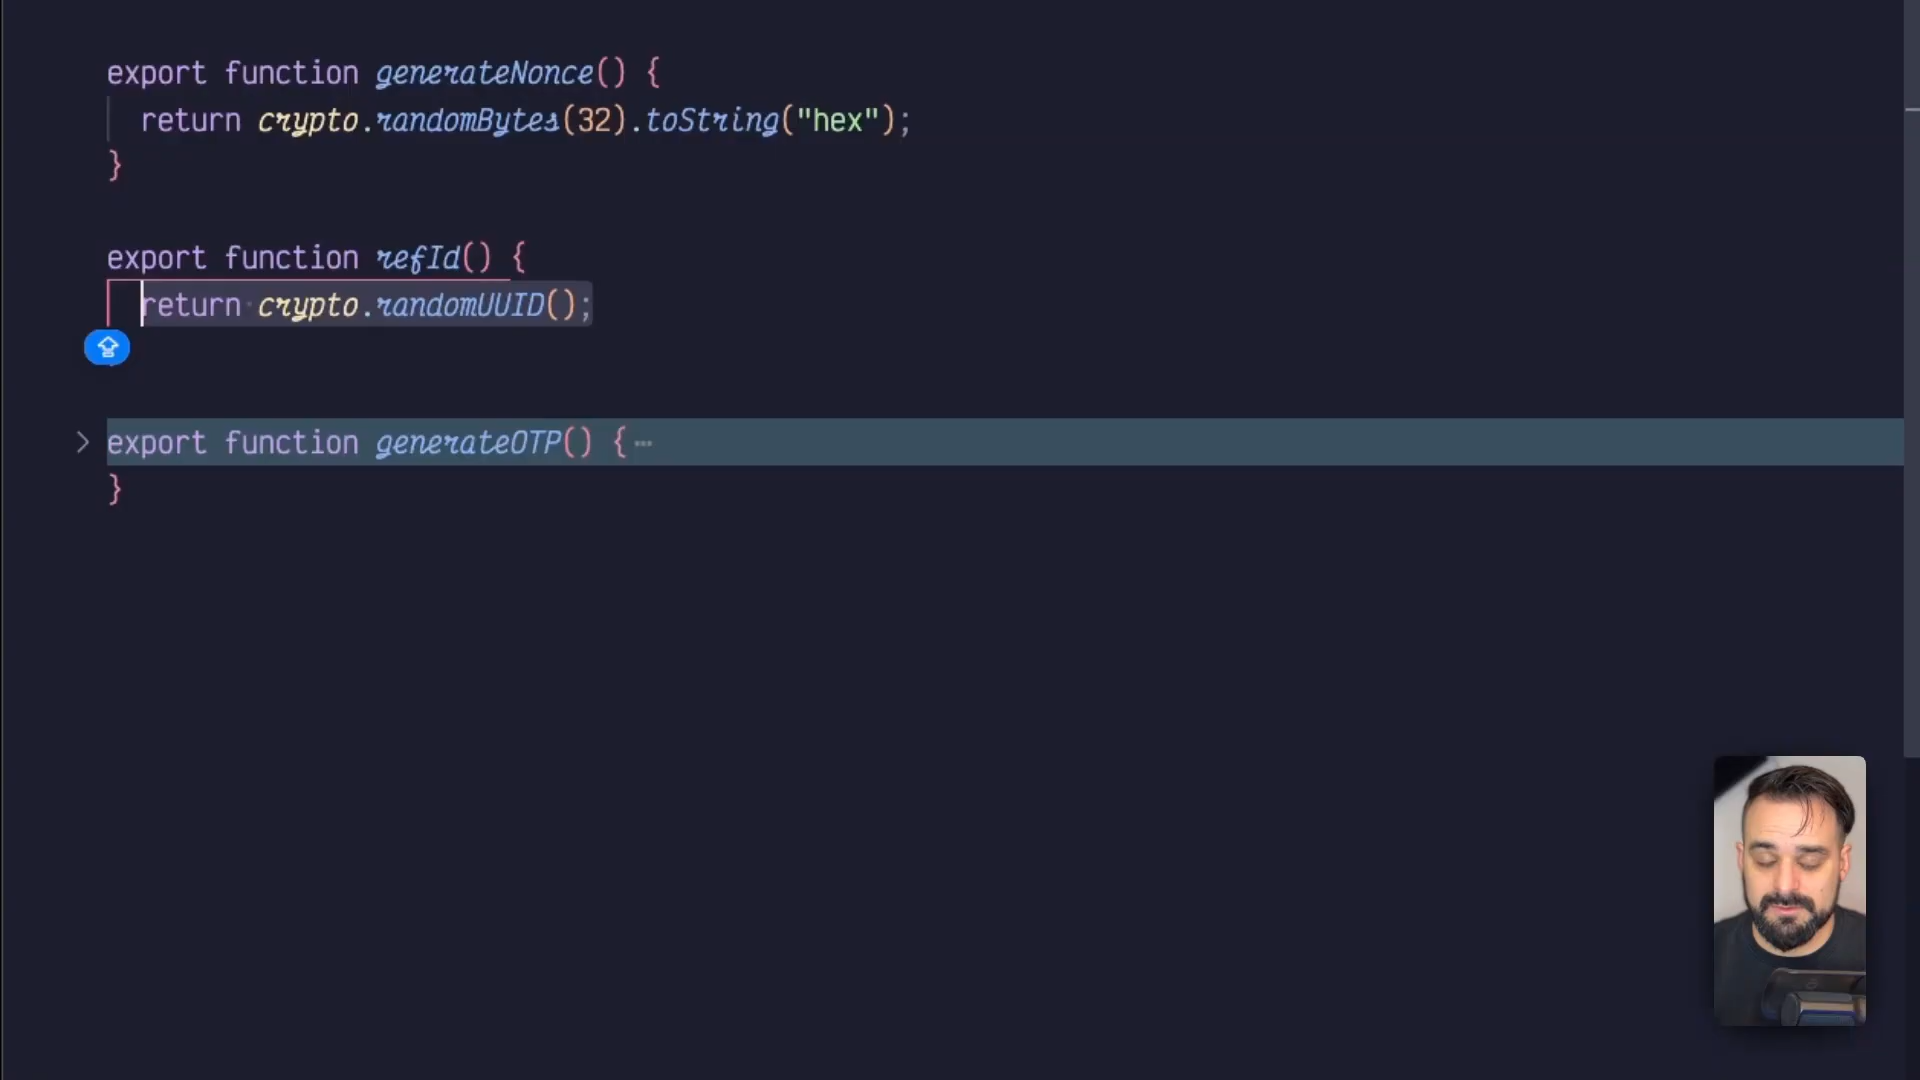 export function generateNonce() {
return crypto.randomBytes(32).toString("hex");
}
export function refId() {
return crypto.randomUUID();
export function generateOTP() { ⋯
}